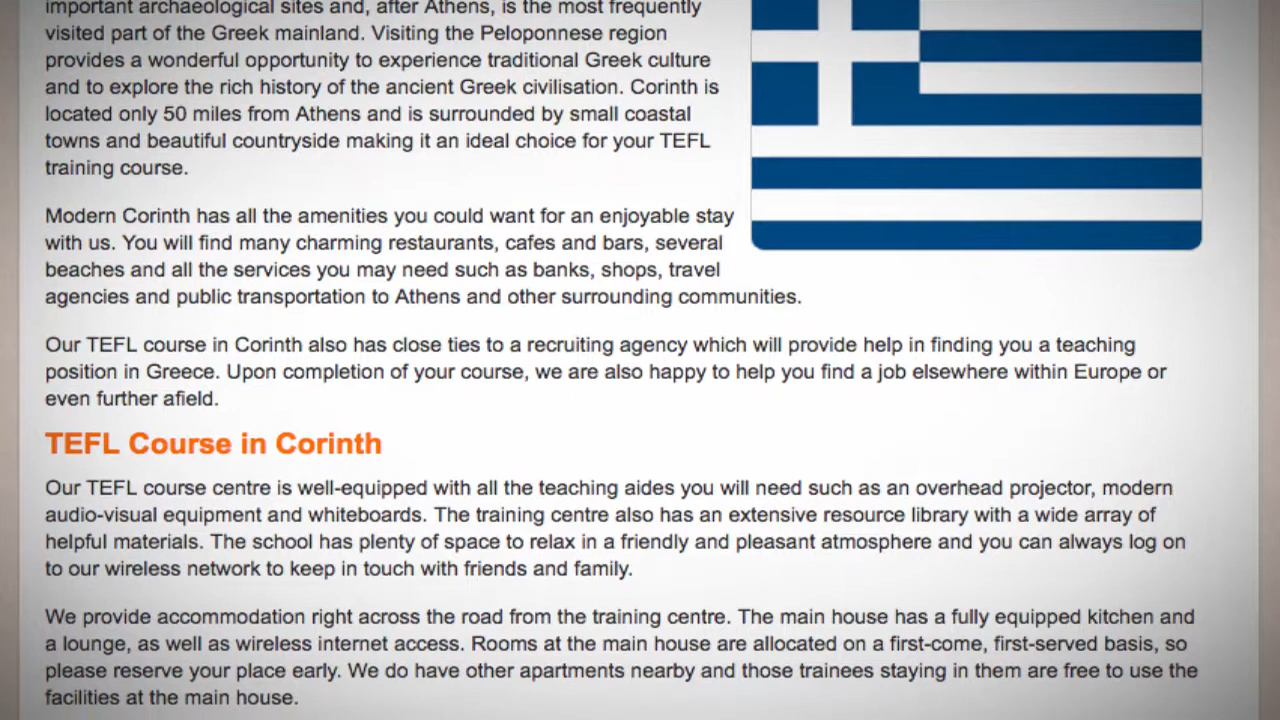 important archaeological sites and, after Athens, is the most frequently
visited part of the Greek mainland. Visiting the Peloponnese region
provides a wonderful opportunity to experience traditional Greek culture
and to explore the rich history of the ancient Greek civilisation. Corinth is
located only 50 miles from Athens and is surrounded by small coastal
towns and beautiful countryside making it an ideal choice for your TEFL
training course.
Modern Corinth has all the amenities you could want for an enjoyable stay
with us. You will find many charming restaurants, cafes and bars, several
beaches and all the services you may need such as banks, shops, travel
agencies and public transportation to Athens and other surrounding communities.
Our TEFL course in Corinth also has close ties to a recruiting agency which will provide help in finding you a teaching
position in Greece. Upon completion of your course, we are also happy to help you find a job elsewhere within Europe or
even further afield.
TEFL Course in Corinth
Our TEFL course centre is well-equipped with all the teaching aides you will need such as an overhead projector, modern
audio-visual equipment and whiteboards. The training centre also has an extensive resource library with a wide array of
helpful materials. The school has plenty of space to relax in a friendly and pleasant atmosphere and you can always log on
to our wireless network to keep in touch with friends and family.
We provide accommodation right across the road from the training centre. The main house has a fully equipped kitchen and
a lounge, as well as wireless internet access. Rooms at the main house are allocated on a first-come, first-served basis, so
please reserve your place early. We do have other apartments nearby and those trainees staying in them are free to use the
facilities at the main house.